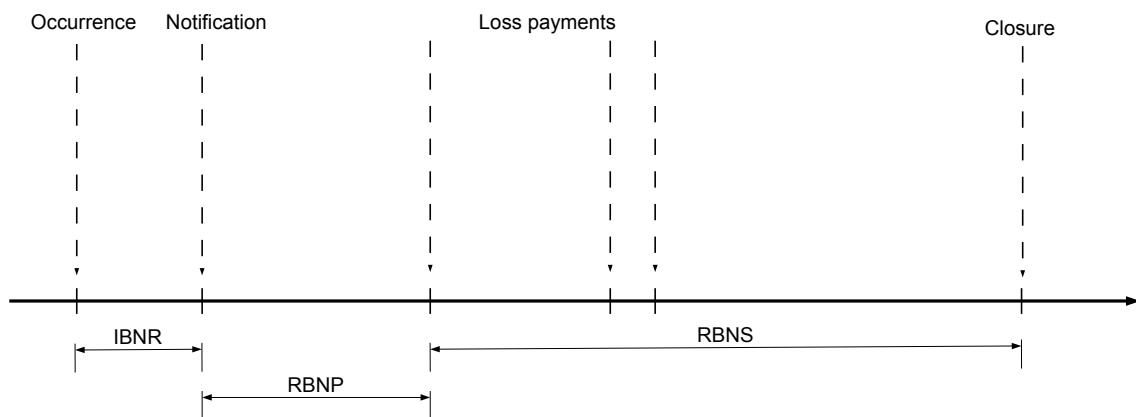 Occurrence
Notification
Loss payments
Closure
IBNR
RBNS
RBNP